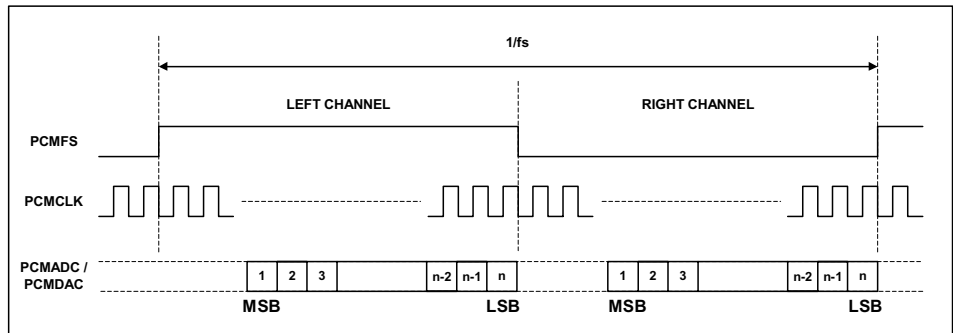 1/fs
LEFT CHANNEL RIGHT CHANNEL
PCMFS
PCMCLK
PCMADC /
PCMDAC
1 2 3 n-2 n-1 n 1 2 3 n-2 n-1 n
MSB LSB MSB LSB